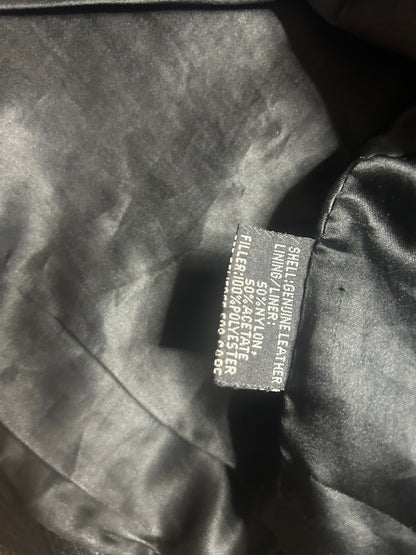 SHELL:GENUINE LEATHER
LINING/LINER:
50%NYLON,
50%ACETATE
FILLER:100%POLYESTER